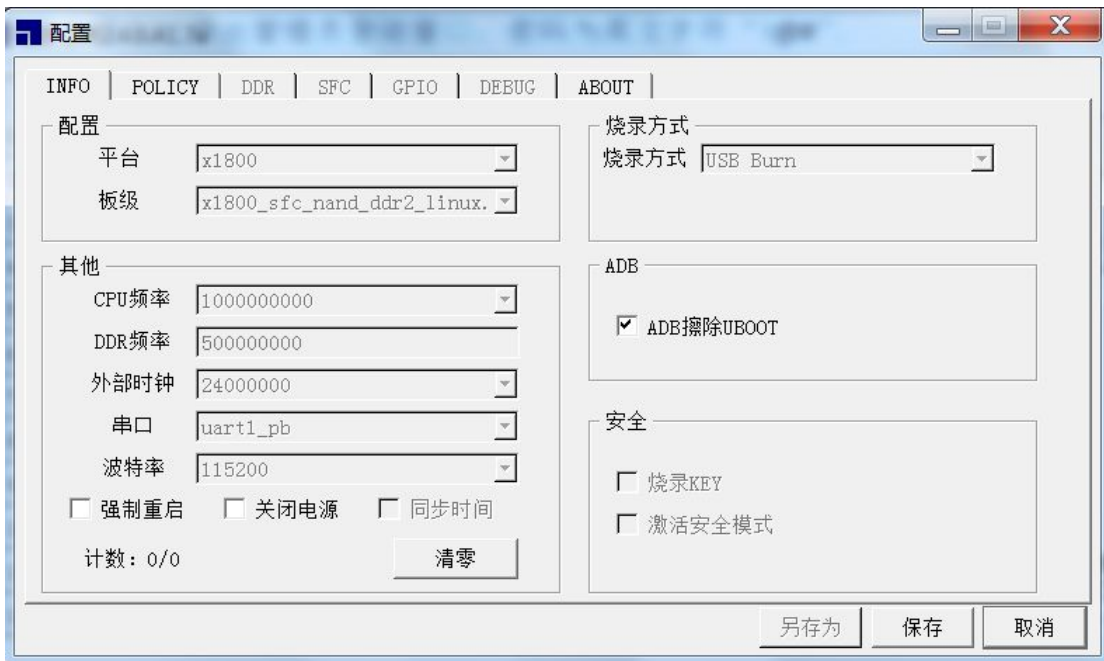 配置
INFO POLICY DDR SFC GPIO DEBUG ABOUT
配置
平台 x1800
板级 x1800_sfc_nand_ddr2_linux.
烧录方式
烧录方式 USB Burn
其他
CPU频率 1000000000
DDR频率 500000000
外部时钟 24000000
串口 uart1_pb
波特率 115200
强制重启 关闭电源 同步时间
计数：0/0 清零
ADB
ADB擦除UBOOT
安全
烧录KEY
激活安全模式
另存为 保存 取消